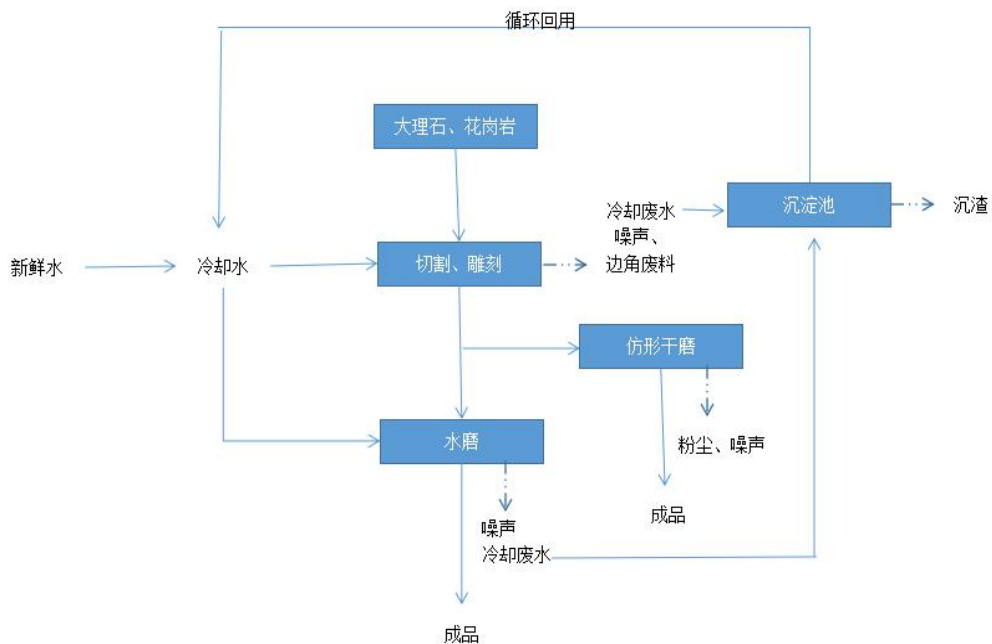 循环回用
大理石、花岗岩
沉淀池
沉渣
冷却废水
噪声、
边角废料
新鲜水
冷却水
切割、雕刻
仿形干磨
水磨
粉尘、噪声
成品
噪声
冷却废水
成品